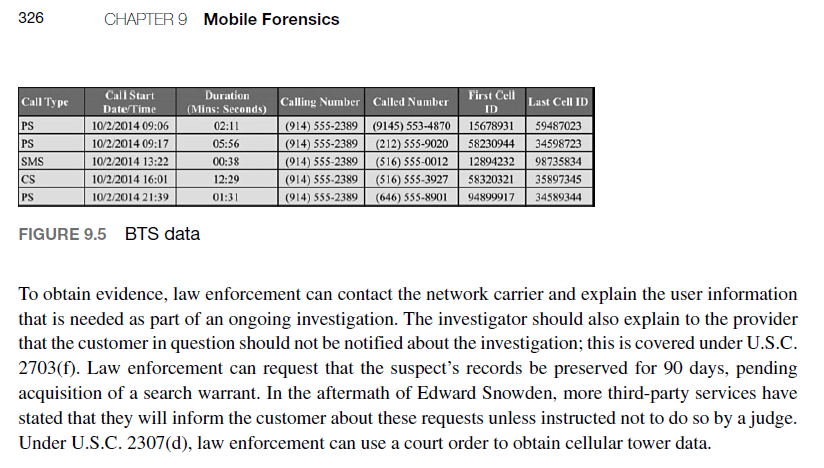 326 CHAPTER 9 Mobile Forensics
Call Type Call Start Date/Time Duration (Mins: Seconds) Calling Number Called Number First Cell ID Last Cell ID
PS 10/2/2014 09:06 02:11 (914) 555-2389 (9145) 553-4870 15678931 59487023
PS 10/2/2014 09:17 05:56 (914) 555-2389 (212) 555-9020 58230944 34598723
SMS 10/2/2014 13:22 00:38 (914) 555-2389 (516) 555-0012 12894232 98735834
CS 10/2/2014 16:01 12:29 (914) 555-2389 (516) 555-3927 58320321 35897345
PS 10/2/2014 21:39 01:31 (914) 555-2389 (646) 555-8901 94899917 34589344
FIGURE 9.5 BTS data
To obtain evidence, law enforcement can contact the network carrier and explain the user information
that is needed as part of an ongoing investigation. The investigator should also explain to the provider
that the customer in question should not be notified about the investigation; this is covered under U.S.C.
2703(f). Law enforcement can request that the suspect's records be preserved for 90 days, pending
acquisition of a search warrant. In the aftermath of Edward Snowden, more third-party services have
stated that they will inform the customer about these requests unless instructed not to do so by a judge.
Under U.S.C. 2307(d), law enforcement can use a court order to obtain cellular tower data.